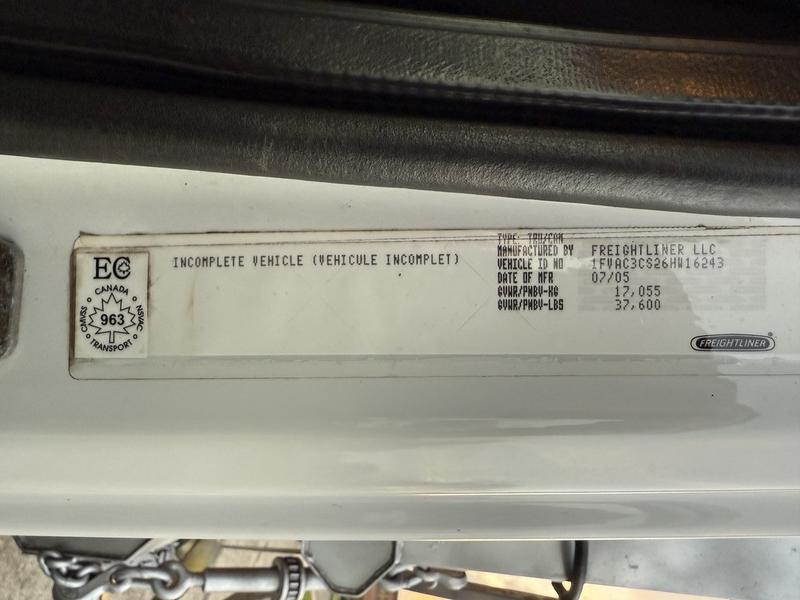 EC
CANADA
CMVSS
963
NSVAC
TRANSPORT
INCOMPLETE VEHICLE (VEHICULE INCOMPLET)
TYPE: TRK/CAM
MANUFACTURED BY FREIGHTLINER LLC
VEHICLE ID NO 1FVAC3CS26HW16243
DATE OF MFR 07/05
GVWR/PNBV-KG 17,055
GVWR/PNBV-LBS 37,600
FREIGHTLINER